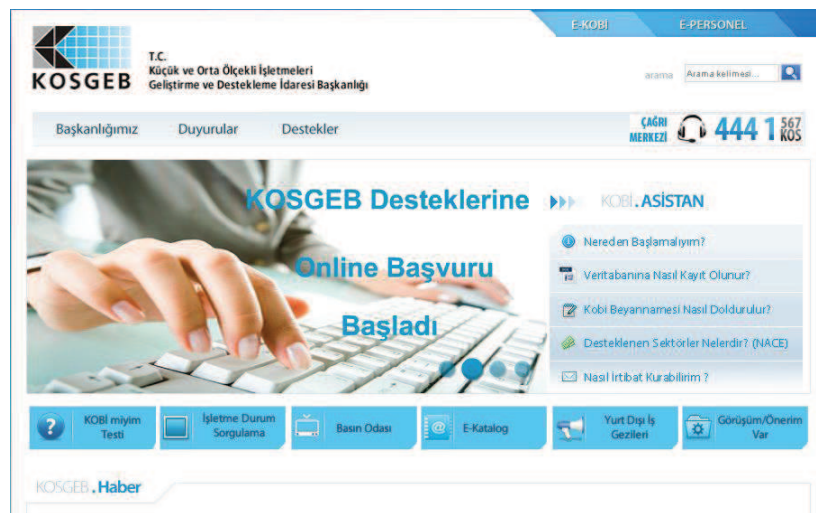 E-KOBİ
E-PERSONEL
KOSGEB
T.C.
Küçük ve Orta Ölçekli İşletmeleri
Geliştirme ve Destekleme İdaresi Başkanlığı
arama
Arama kelimesi...
Başkanlığımız
Duyurular
Destekler
ÇAĞRI
MERKEZİ
444 1 567
KOS
KOSGEB Desteklerine
Online Başvuru
Başladı
KOBİ.ASİSTAN
Nereden Başlamalıyım?
Veritabanına Nasıl Kayıt Olunur?
Kobi Beyannamesi Nasıl Doldurulur?
Desteklenen Sektörler Nelerdir? (NACE)
Nasıl İrtibat Kurabilirim ?
KOBİ miyim
Testi
İşletme Durum
Sorgulama
Basın Odası
E-Katalog
Yurt Dışı İş
Gezileri
Görüşüm/Önerim
Var
KOSGEB.Haber